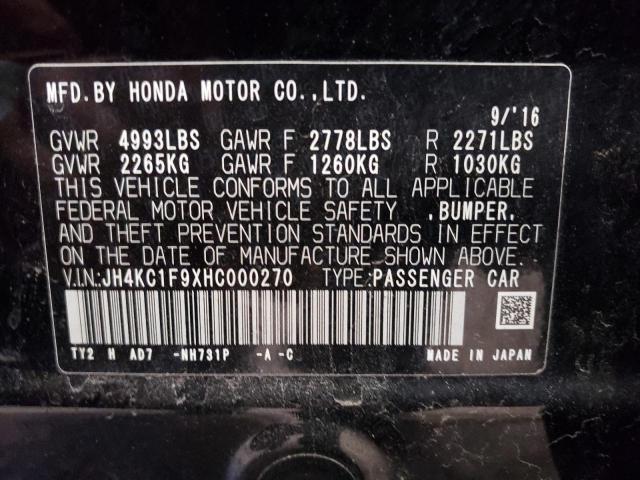 MFD.BY HONDA MOTOR CO.,LTD.
9/'16
GVWR 4993LBS GAWR F 2778LBS R 2271LBS
GVWR 2265KG GAWR F 1260KG R 1030KG
THIS VEHICLE CONFORMS TO ALL APPLICABLE
FEDERAL MOTOR VEHICLE SAFETY ,BUMPER,
AND THEFT PREVENTION STANDARDS IN EFFECT
ON THE DATE OF MANUFACTURE SHOWN ABOVE.
V.I.N:JH4KC1F9XHC000270 TYPE:PASSENGER CAR
TY2 H AD7 -NH731P -A -C MADE IN JAPAN